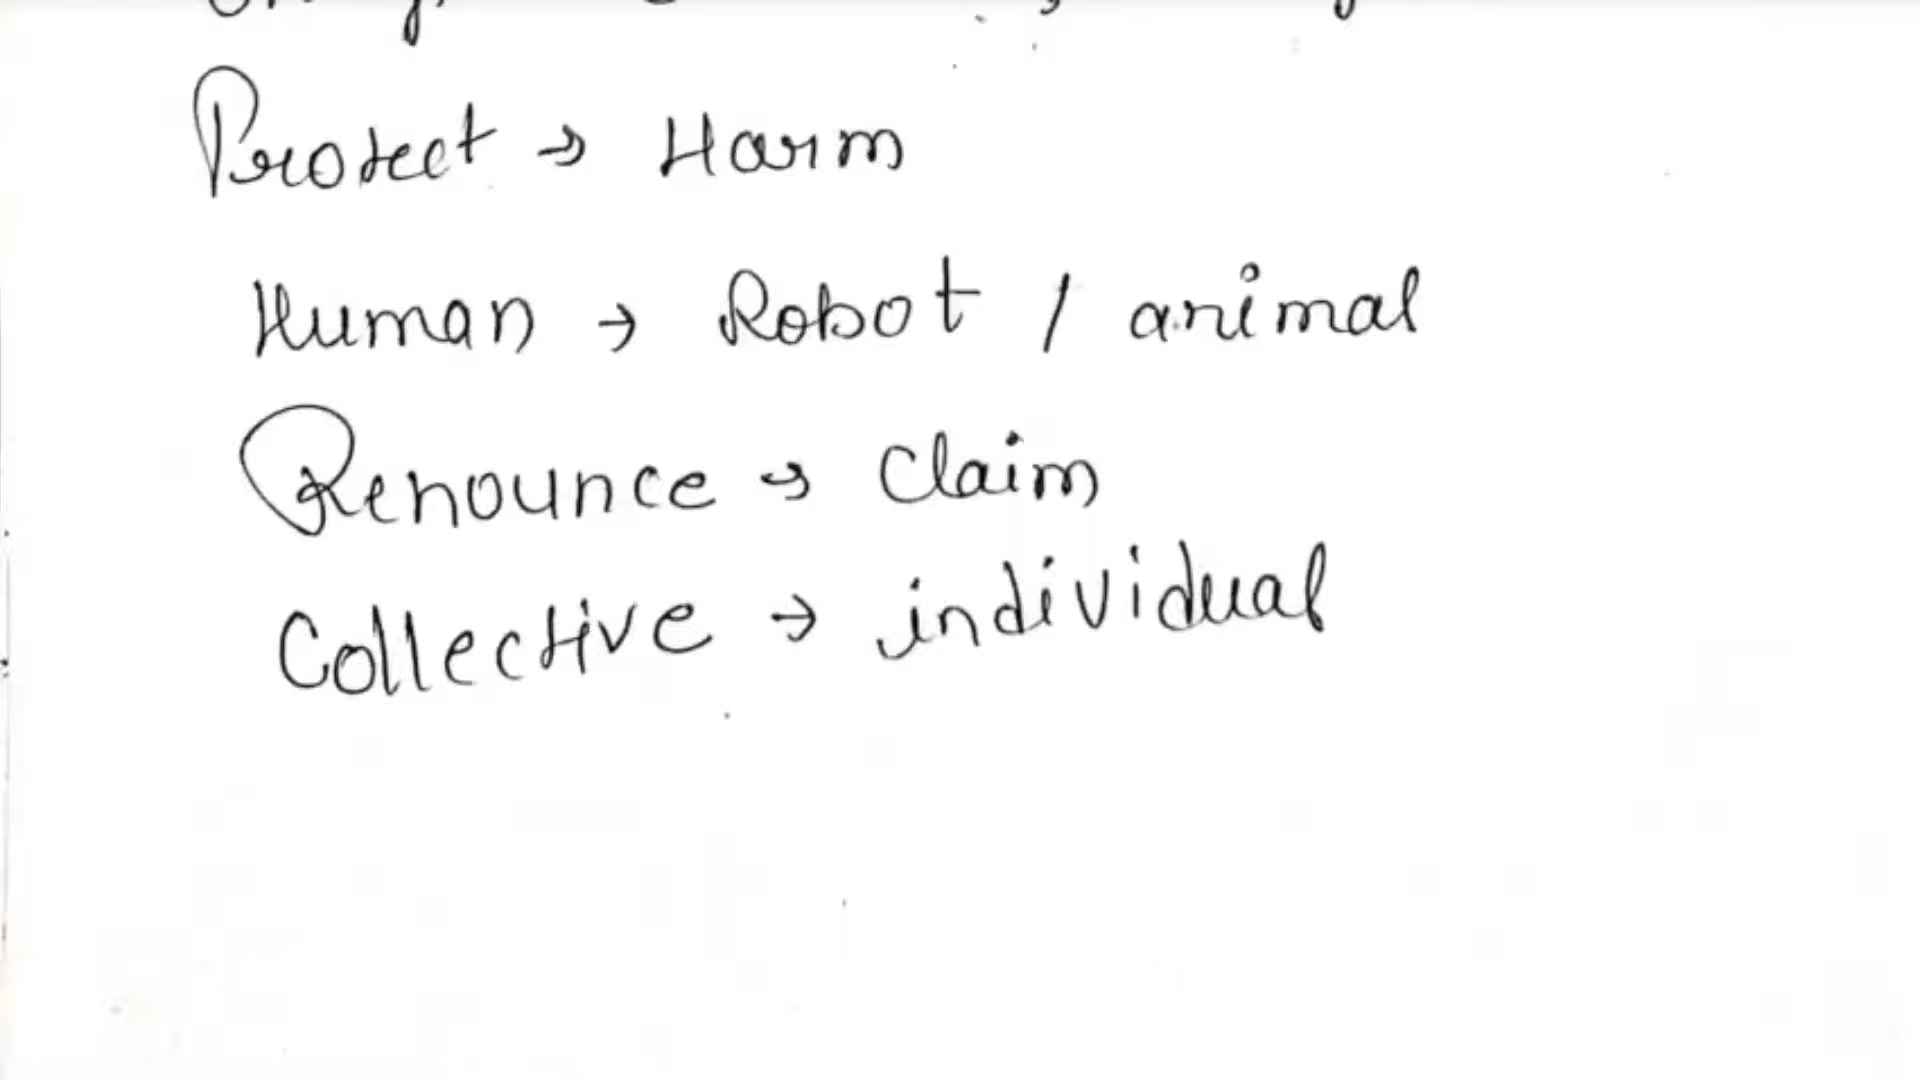 Protect → Harm
Human → Robot / animal
Renounce → Claim
Collective → individual